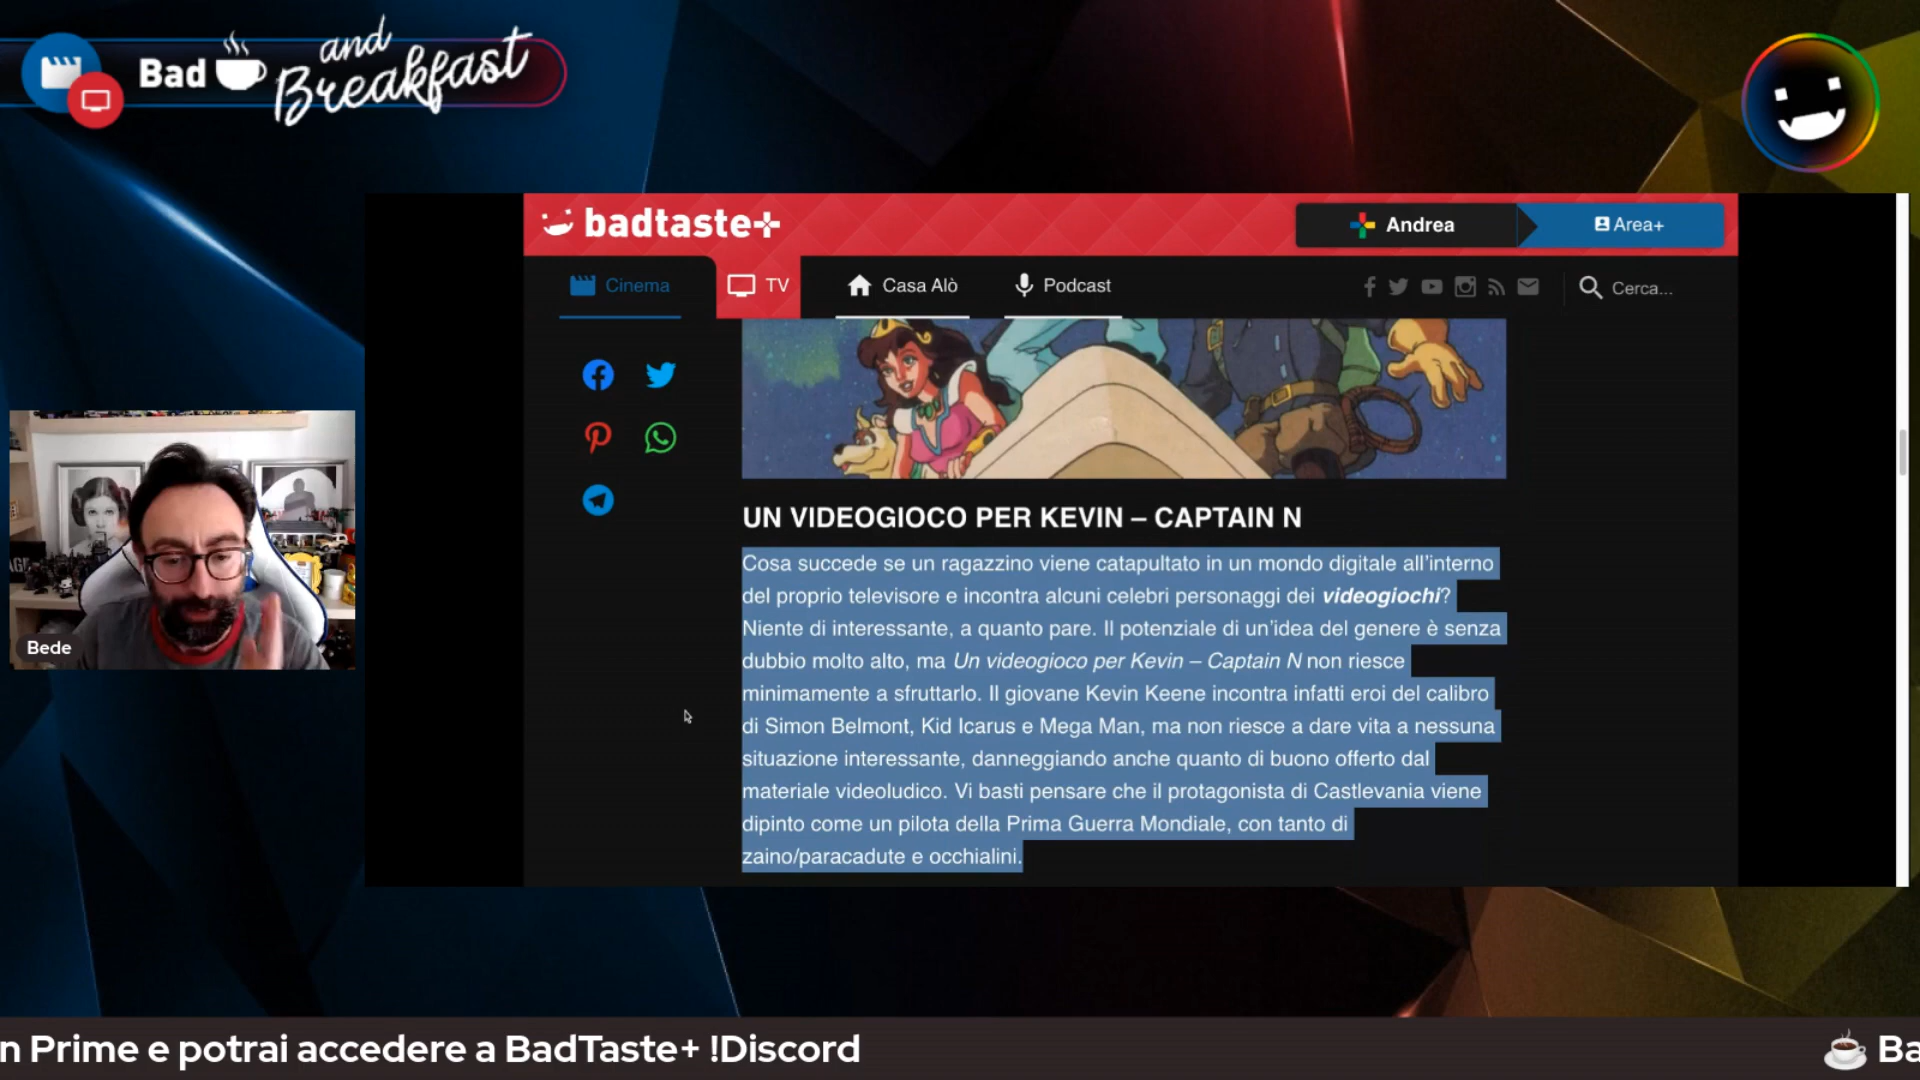 Bad and Breakfast
badtaste+
Andrea
Area+
Cinema
TV
Casa Alò
Podcast
Cerca...
UN VIDEOGIOCO PER KEVIN – CAPTAIN N
Cosa succede se un ragazzino viene catapultato in un mondo digitale all’interno
del proprio televisore e incontra alcuni celebri personaggi dei videogiochi?
Niente di interessante, a quanto pare. Il potenziale di un’idea del genere è senza
dubbio molto alto, ma Un videogioco per Kevin – Captain N non riesce
minimamente a sfruttarlo. Il giovane Kevin Keene incontra infatti eroi del calibro
di Simon Belmont, Kid Icarus e Mega Man, ma non riesce a dare vita a nessuna
situazione interessante, danneggiando anche quanto di buono offerto dal
materiale videoludico. Vi basti pensare che il protagonista di Castlevania viene
dipinto come un pilota della Prima Guerra Mondiale, con tanto di
zaino/paracadute e occhialini.
Bede
n Prime e potrai accedere a BadTaste+ !Discord
Ba